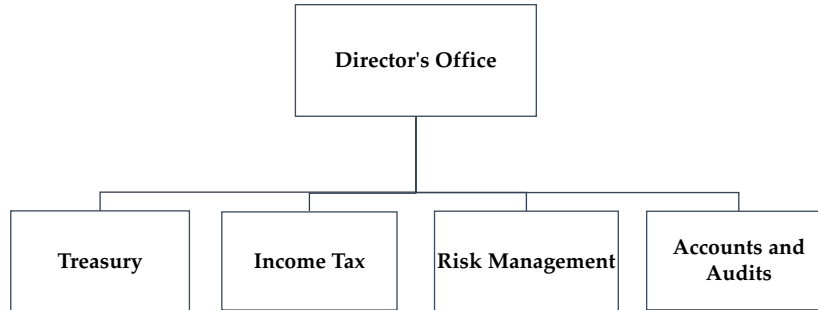 Director's Office
Treasury
Income Tax
Risk Management
Accounts and
Audits